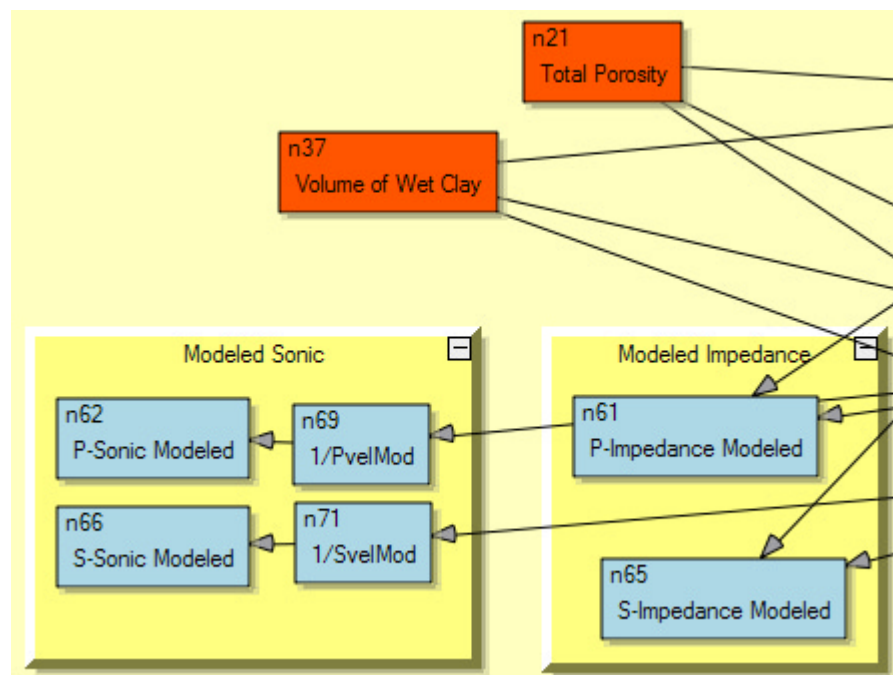 n21
Total Porosity
n37
Volume of Wet Clay
Modeled Sonic
n62
P-Sonic Modeled
n69
1/PvelMod
n66
S-Sonic Modeled
n71
1/SvelMod
Modeled Impedance
n61
P-Impedance Modeled
n65
S-Impedance Modeled